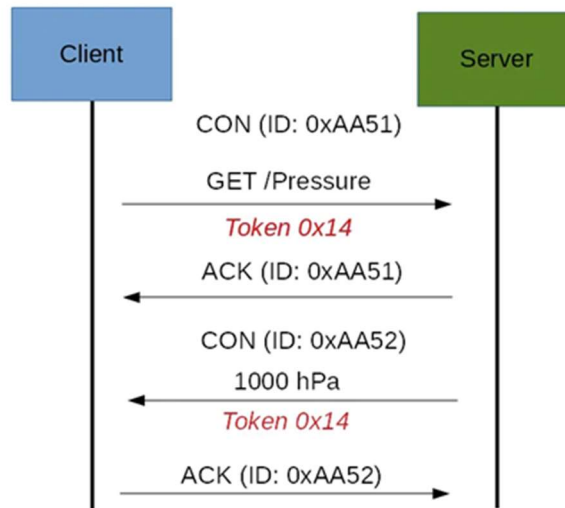 Client
Server
CON (ID: 0xAA51)
GET /Pressure
Token 0x14
ACK (ID: 0xAA51)
CON (ID: 0xAA52)
1000 hPa
Token 0x14
ACK (ID: 0xAA52)